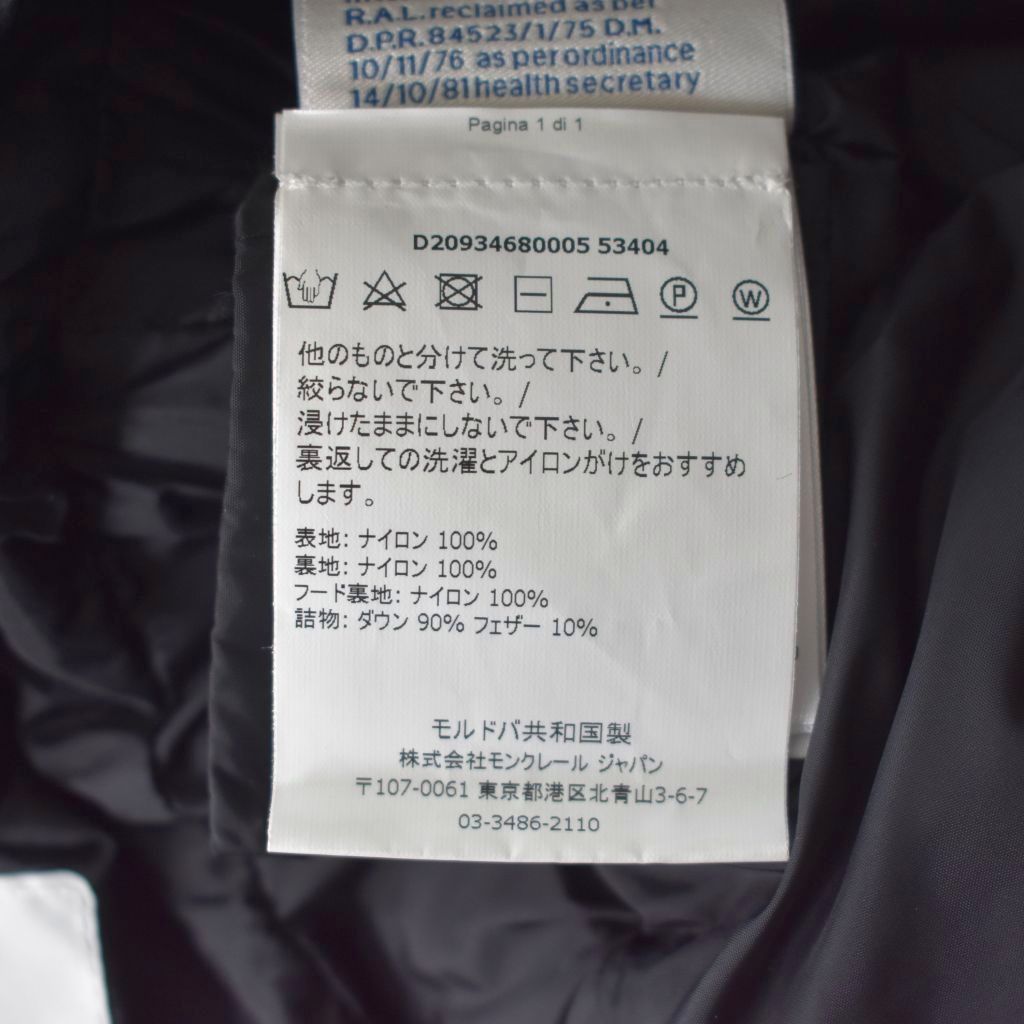 R.A.L. reclaimed as per
D.P.R. 84523/1/75 D.M.
10/11/76 as per ordinance
14/10/81 health secretary
Pagina 1 di 1
D20934680005 53404
P
W
他のものと分けて洗って下さい。/
絞らないで下さい。/
浸けたままにしないで下さい。/
裏返しての洗濯とアイロンがけをおすすめ
します。
表地: ナイロン 100%
裏地: ナイロン 100%
フード裏地: ナイロン 100%
詰物: ダウン 90% フェザー 10%
モルドバ共和国製
株式会社モンクレール ジャパン
〒107-0061 東京都港区北青山3-6-7
03-3486-2110